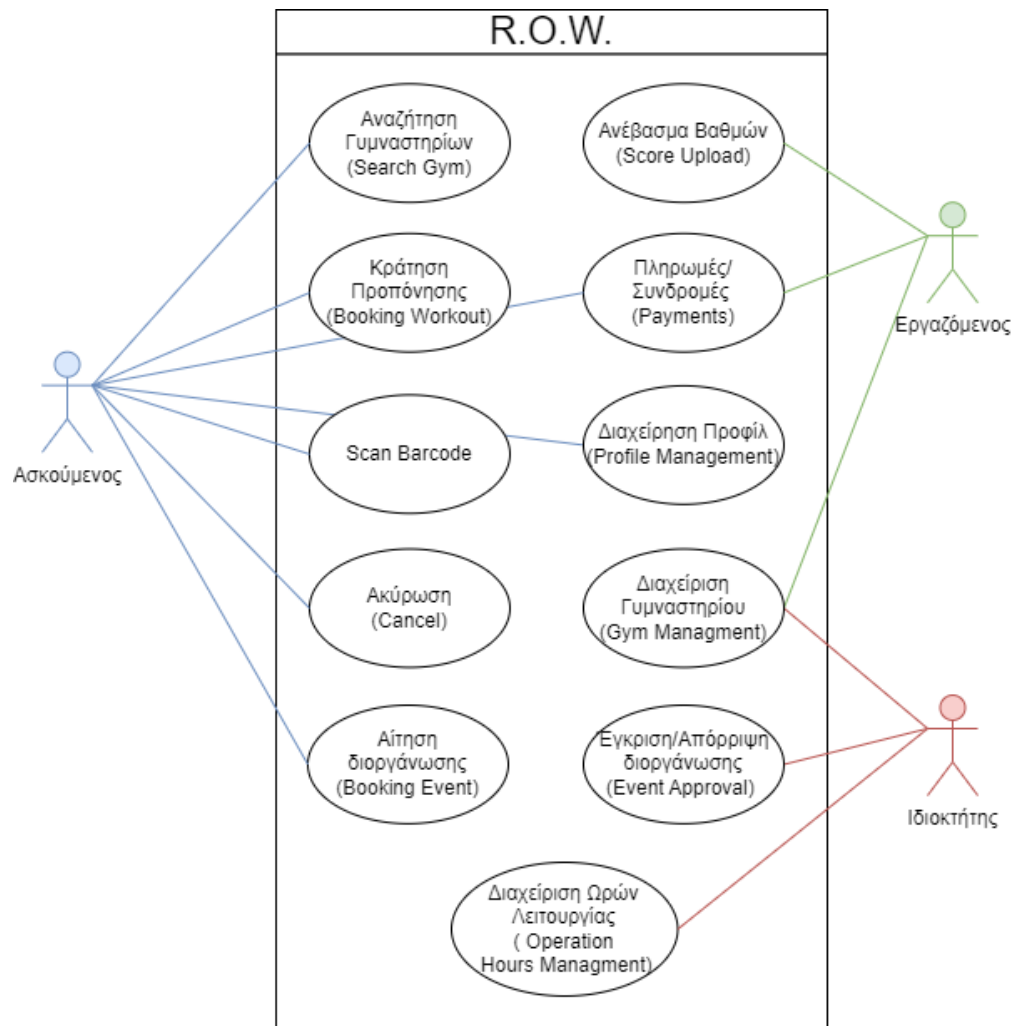 R.O.W.
Αναζήτηση
Γυμναστηρίων
(Search Gym)
Ανέβασμα Βαθμών
(Score Upload)
Κράτηση
Προπόνησης
(Booking Workout)
Πληρωμές/
Συνδρομές
(Payments)
Εργαζόμενος
Ασκούμενος
Scan Barcode
Διαχείρηση Προφίλ
(Profile Management)
Ακύρωση
(Cancel)
Διαχείριση
Γυμναστηρίου
(Gym Managment)
Αίτηση
διοργάνωσης
(Booking Event)
Έγκριση/Απόρριψη
διοργάνωσης
(Event Approval)
Ιδιοκτήτης
Διαχείριση Ωρών
Λειτουργίας
( Operation
Hours Managment)